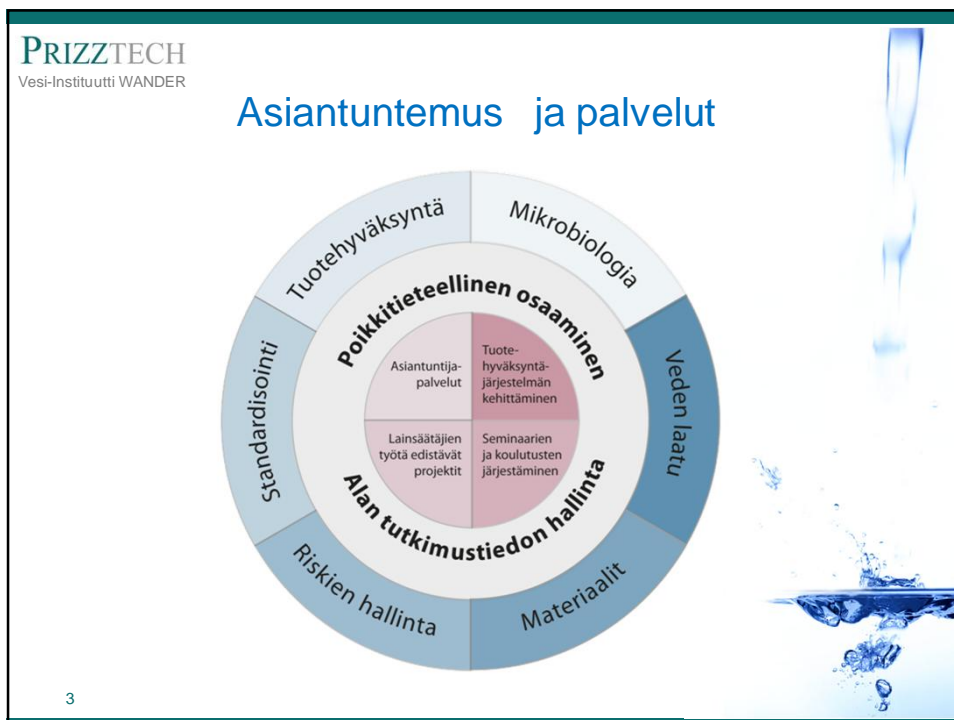 PRIZZTECH
Vesi-Instituutti WANDER
Asiantuntemus ja palvelut
Tuotehyväksyntä
Mikrobiologia
Veden laatu
Materiaalit
Riskien hallinta
Standardisointi
Poikkitieteellinen osaaminen
Alan tutkimustiedon hallinta
Asiantuntija-
palvelut
Tuote-
hyväksyntä-
järjestelmän
kehittäminen
Lainsäätäjien
työtä edistävät
projektit
Seminaarien
ja koulutusten
järjestäminen
3